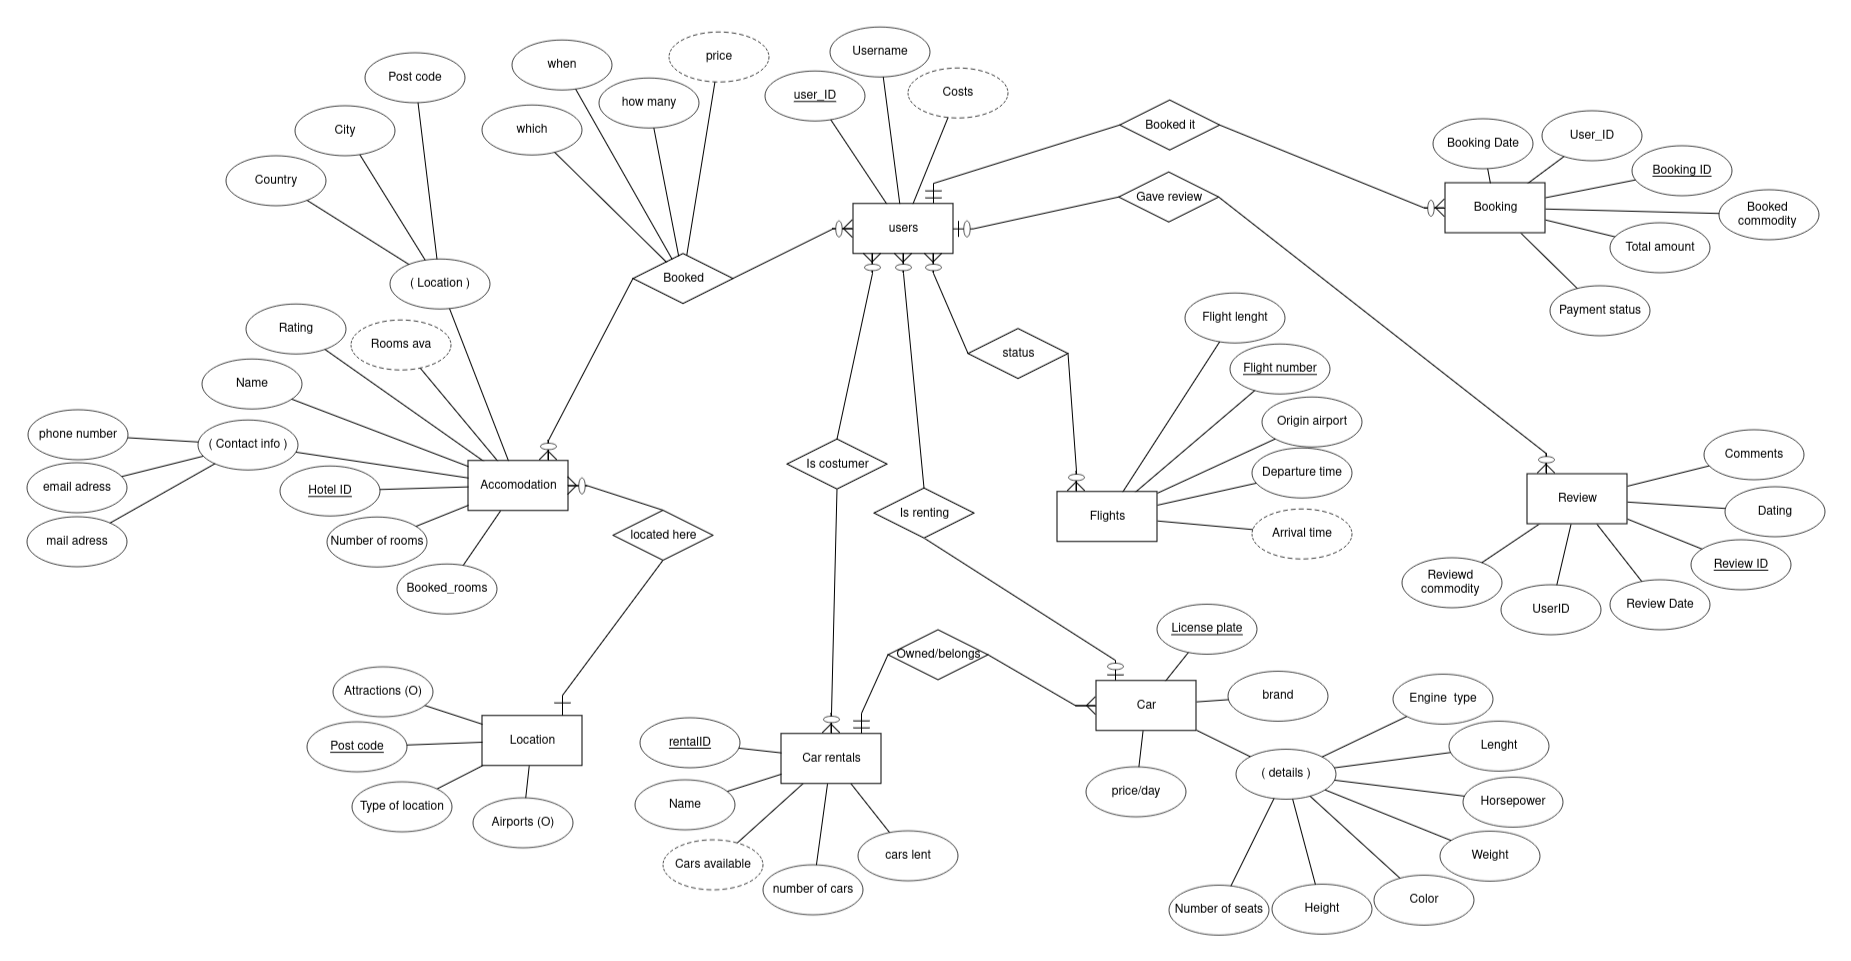 Username
price
when
Post code
Costs
user_ID
how many
Booked it
which
City
Booking Date
User_ID
Booking ID
Country
Gave review
Booking
Booked
commodity
users
Total amount
Booked
( Location )
Payment status
Rating
Rooms ava
Flight lenght
status
Flight number
Name
Origin airport
phone number
( Contact info )
Comments
Is costumer
Departure time
email adress
Hotel ID
Accomodation
Review
Is renting
Dating
Flights
mail adress
Number of rooms
located here
Arrival time
Review ID
Reviewd
commodity
Booked_rooms
UserID
Review Date
License plate
Owned/belongs
Attractions (O)
brand
Engine  type
Car
Location
Post code
rentalID
Lenght
Car rentals
( details )
price/day
Horsepower
Type of location
Name
Airports (O)
Cars available
cars lent
Weight
number of cars
Color
Number of seats
Height